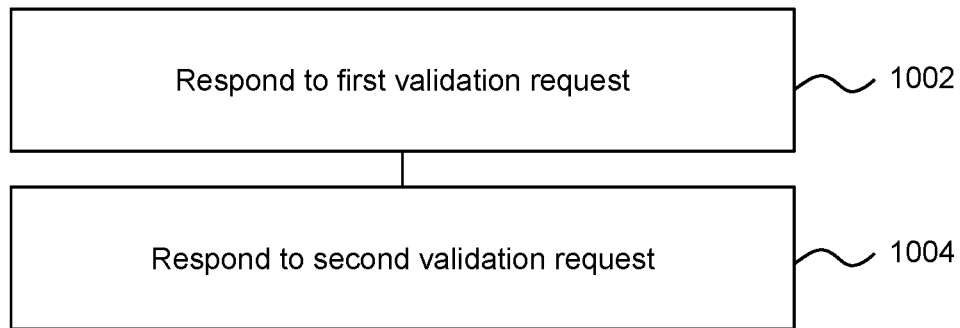 Respond to first validation request
1002
Respond to second validation request
1004